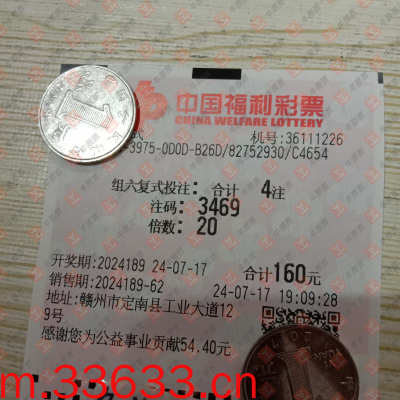 中国福利彩票
CHINA WELFARE LOTTERY
式
机号:36111226
-3975-0D0D-B26D/82752930/C4654
组六复式投注: 合计 4注
注码: 3469
倍数: 20
开奖期:2024189 24-07-17 合计160元
销售期:2024189-62 24-07-17 19:09:28
地址:赣州市定南县工业大道12
9号
感谢您为公益事业贡献54.40元
m.33633.cn